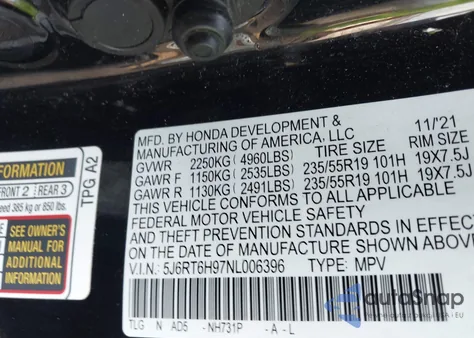 MFD. BY HONDA DEVELOPMENT & 11/'21
MANUFACTURING OF AMERICA, LLC
TIRE SIZE RIM SIZE
GVWR 2250KG( 4960LBS)
GAWR F 1150KG( 2535LBS) 235/55R19 101H 19X7.5J
GAWR R 1130KG( 2491LBS) 235/55R19 101H 19X7.5J
THIS VEHICLE CONFORMS TO ALL APPLICABLE
FEDERAL MOTOR VEHICLE SAFETY
AND THEFT PREVENTION STANDARDS IN EFFEC
ON THE DATE OF MANUFACTURE SHOWN ABOV
V.I.N.: 5J6RT6H97NL006396 TYPE: MPV
TLG N AD5 - NH731P - A - L
TPG A2
FORMATION
FRONT 2 REAR 3
eed 385 kg or 850 lbs.
SEE OWNER'S
MANUAL FOR
ADDITIONAL
INFORMATION
autoSnap